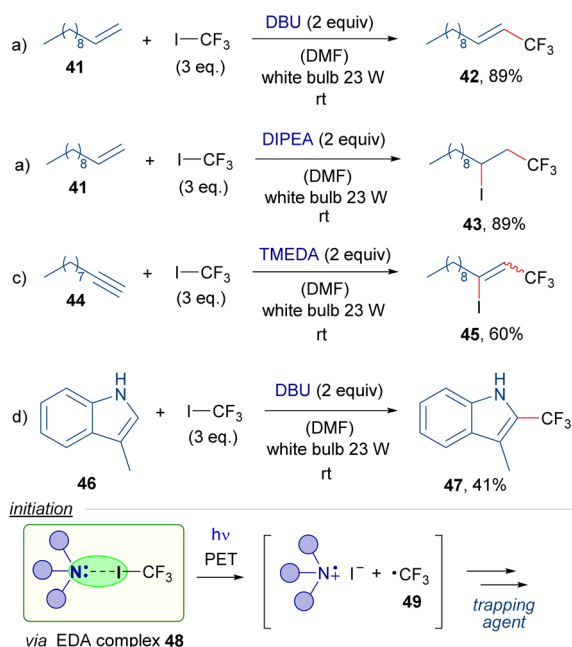 a) 8 41 + I—CF3 (3 eq.) DBU (2 equiv) (DMF) white bulb 23 W rt 8 CF3 42, 89%
a) 8 41 + I—CF3 (3 eq.) DIPEA (2 equiv) (DMF) white bulb 23 W rt 8 CF3 I 43, 89%
c) 7 44 + I—CF3 (3 eq.) TMEDA (2 equiv) (DMF) white bulb 23 W rt 8 CF3 I 45, 60%
d) H N 46 + I—CF3 (3 eq.) DBU (2 equiv) (DMF) white bulb 23 W rt H N CF3 47, 41%
initiation
N: ---I—CF3 hν PET N + I− + •CF3 49 trapping agent
via EDA complex 48